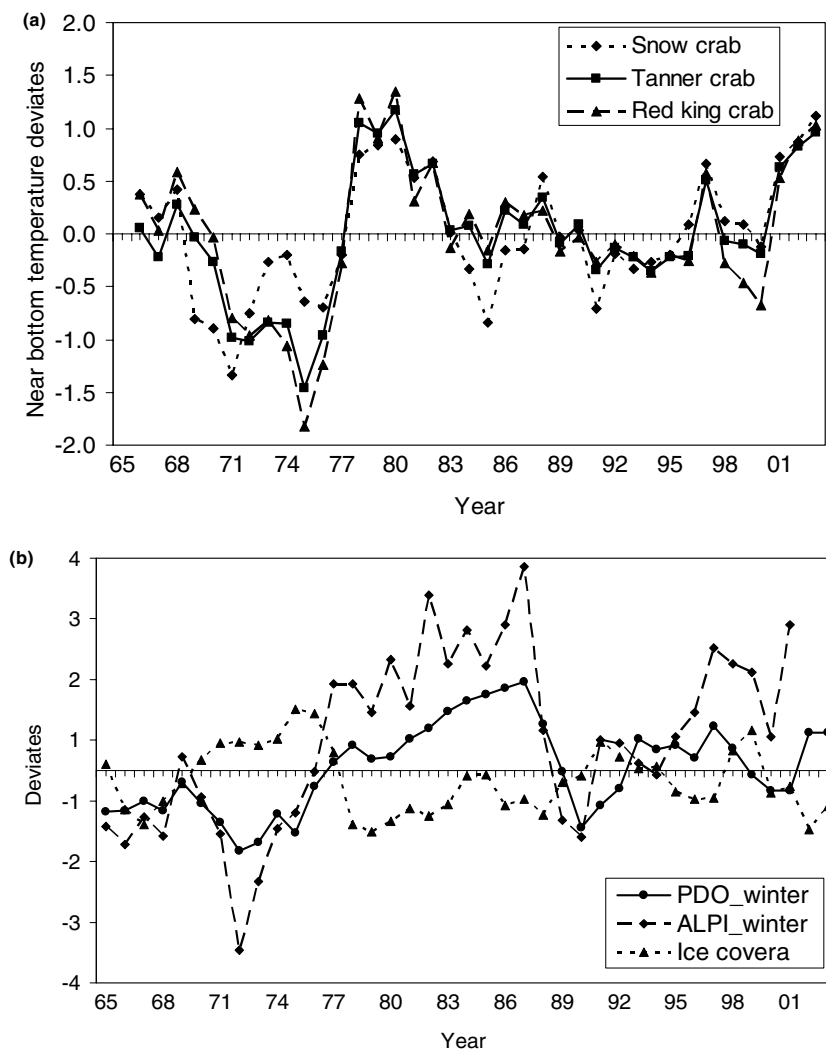 (a)
2.0
Snow crab
1.5
Tanner crab
Red king crab
1.0
0.5
0.0
-0.5
-1.0
-1.5
-2.0
Near bottom temperature deviates
65 68 71 74 77 80 83 86 89 92 95 98 01
Year
(b)
4
3
2
1
-1
-2
-3
-4
Deviates
PDO_winter
ALPI_winter
Ice covera
65 68 71 74 77 80 83 86 89 92 95 98 01
Year